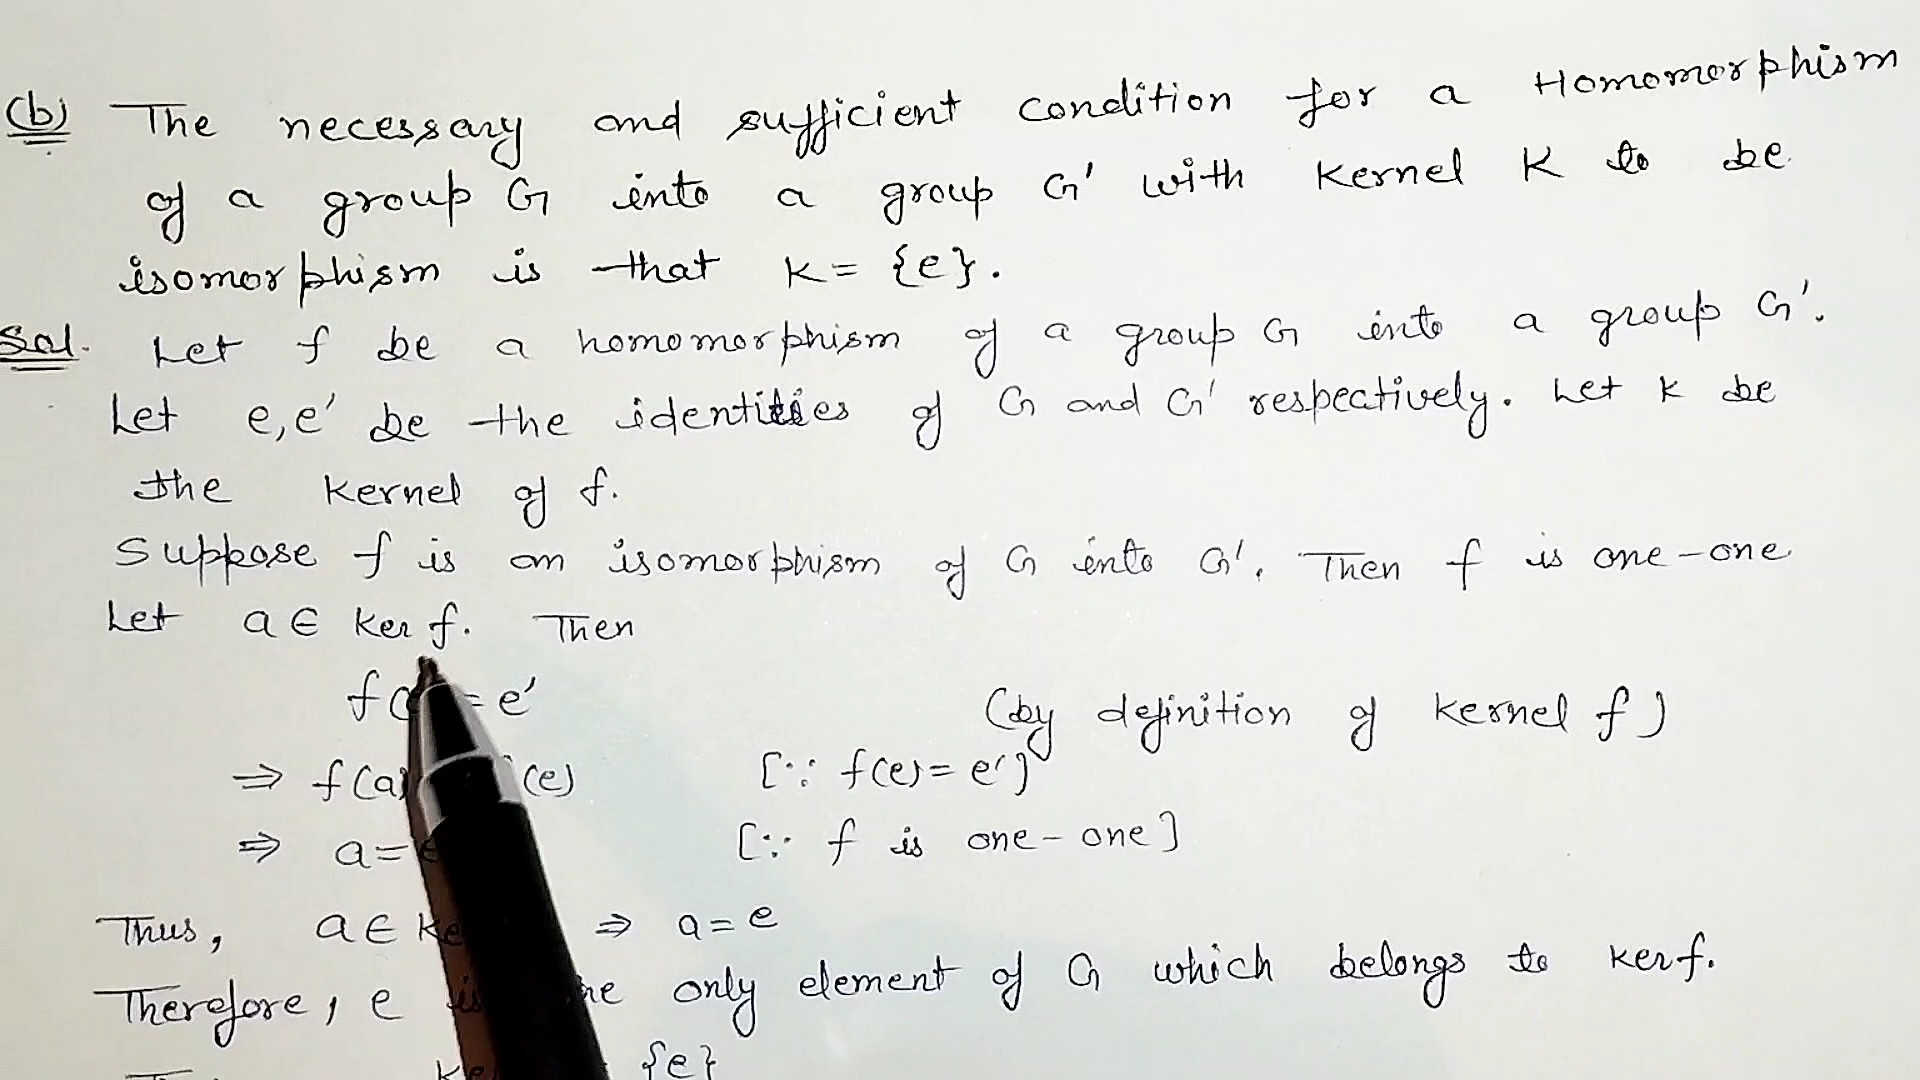 (b) The necessary and sufficient condition for a Homomorphism
of a group G into a group G' with kernel K to be
isomorphism is that K = {e}.
Sol. Let f be a homomorphism of a group G into a group G'.
Let e, e' be the identities of G and G' respectively. Let K be
the kernel of f.
Suppose f is an isomorphism of G into G'. Then f is one-one
Let a ∈ Ker f. Then
f(a) = e' (by definition of kernel f)
⇒ f(a) f(e) [∵ f(e) = e']
⇒ a = e [∵ f is one-one]
Thus, a ∈ Ke ⇒ a = e
Therefore, e is the only element of G which belongs to ker f.
{e}